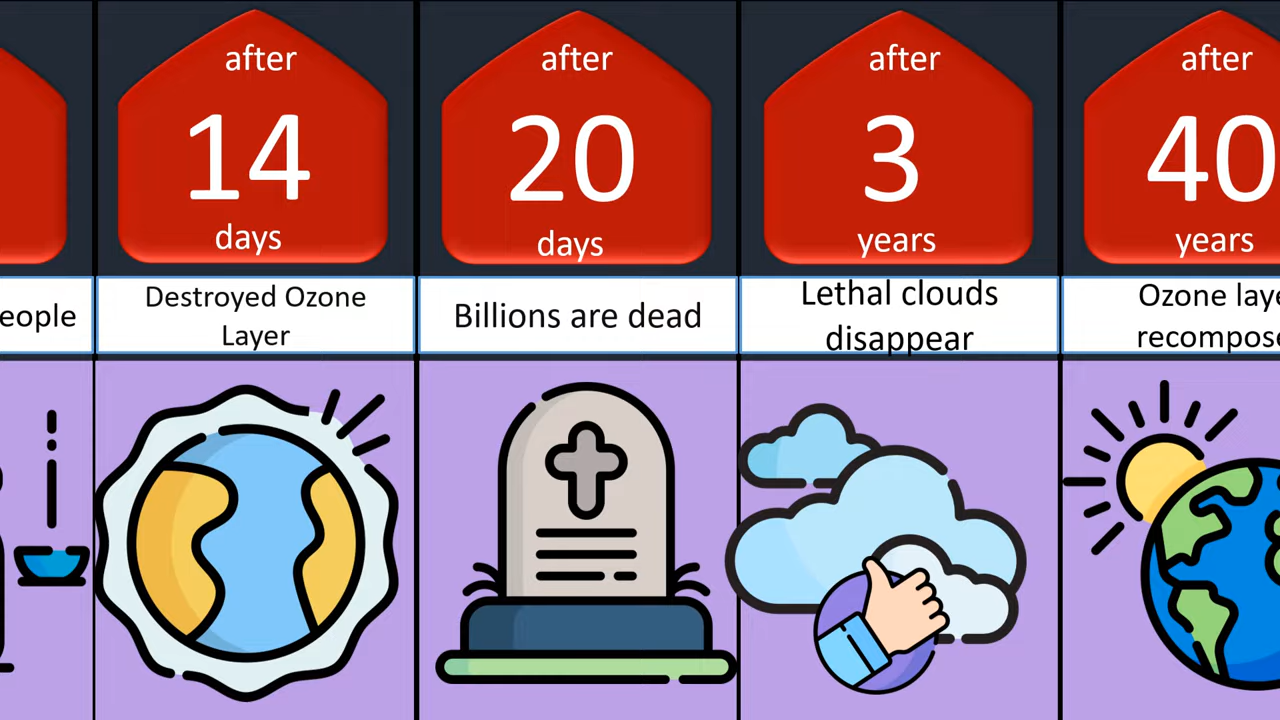 eople
after
14
days
Destroyed Ozone
Layer
after
20
days
Billions are dead
after
3
years
Lethal clouds
disappear
after
40
years
Ozone laye
recompose